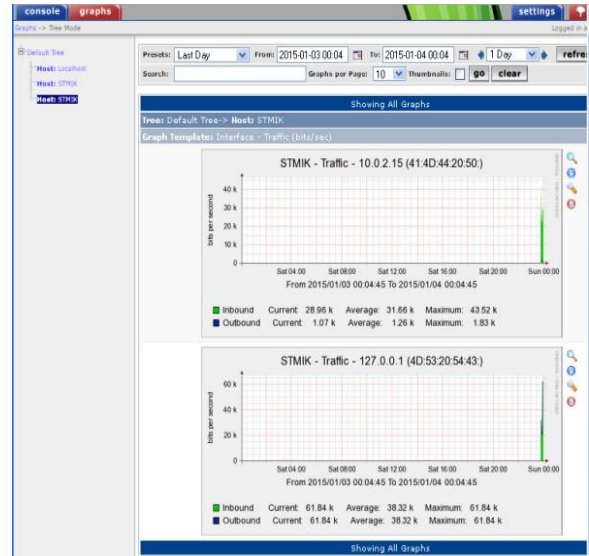 console graphs settings
Graphs -> Tree Mode Logged in a
Default Tree
Host: Localhost
Host: STMIK
Host: STMIK
Presets: Last Day From: 2015-01-03 00:04 To: 2015-01-04 00:04 1 Day refre
Search: Graphs per Page: 10 Thumbnails: go clear
Showing All Graphs
Tree: Default Tree-> Host: STMIK
Graph Template: Interface - Traffic (bits/sec)
STMIK - Traffic - 10.0.2.15 (41:4D:44:20:50:)
bits per second
40 k
30 k
20 k
10 k
0
Sat 04:00 Sat 08:00 Sat 12:00 Sat 16:00 Sat 20:00 Sun 00:00
From 2015/01/03 00:04:45 To 2015/01/04 00:04:45
Inbound Current: 28.96 k Average: 31.66 k Maximum: 43.52 k
Outbound Current: 1.07 k Average: 1.26 k Maximum: 1.83 k
STMIK - Traffic - 127.0.0.1 (4D:53:20:54:43:)
bits per second
60 k
40 k
20 k
0
Sat 04:00 Sat 08:00 Sat 12:00 Sat 16:00 Sat 20:00 Sun 00:00
From 2015/01/03 00:04:45 To 2015/01/04 00:04:45
Inbound Current: 61.84 k Average: 38.32 k Maximum: 61.84 k
Outbound Current: 61.84 k Average: 38.32 k Maximum: 61.84 k
Showing All Graphs